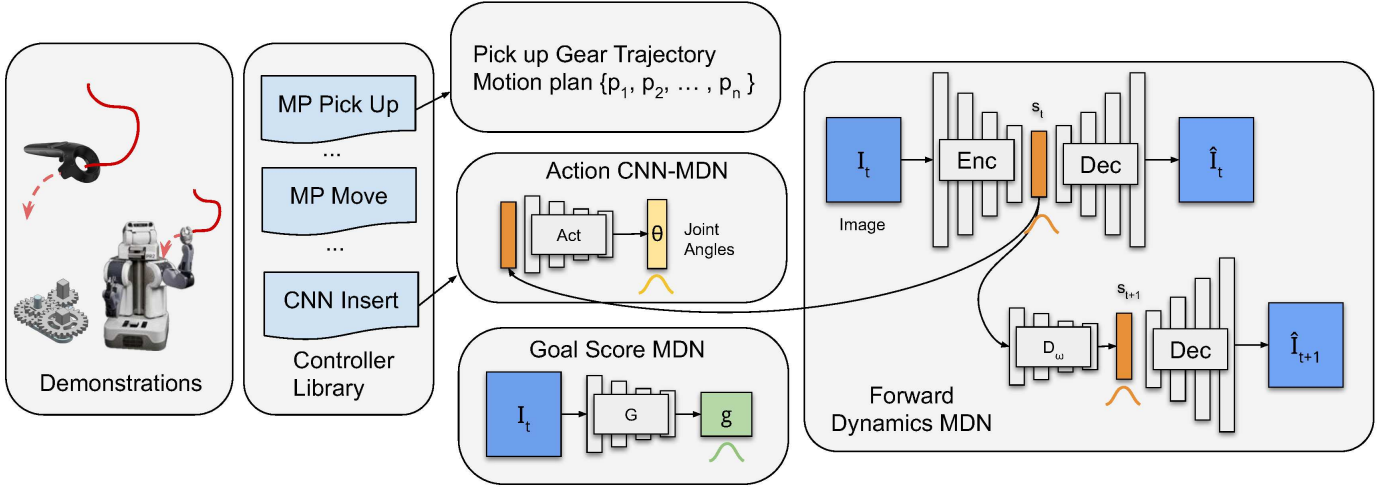 Demonstrations
MP Pick Up
...
MP Move
...
CNN Insert
Controller
Library
Pick up Gear Trajectory
Motion plan {p₁, p₂, … , pₙ }
Action CNN-MDN
Act
θ
Joint
Angles
Goal Score MDN
Iₜ
G
g
Iₜ
Image
Enc
sₜ
Dec
Îₜ
D_ω
sₜ₊₁
Dec
Îₜ₊₁
Forward
Dynamics MDN